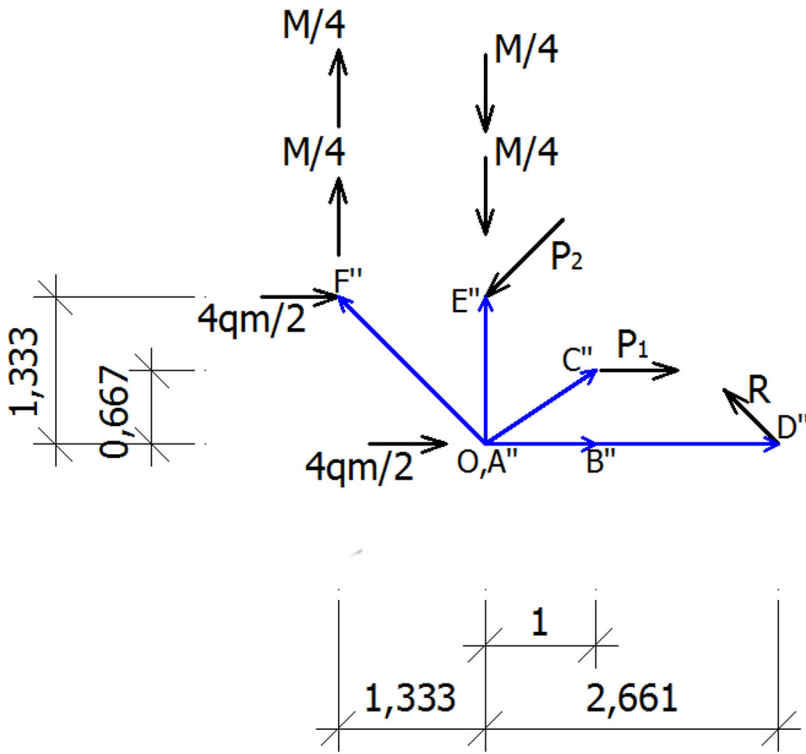 M/4
M/4
M/4
M/4
P2
F"
E"
4qm/2
C"
P1
R
1,333
0,667
D"
4qm/2
O,A"
B"
1
1,333
2,661